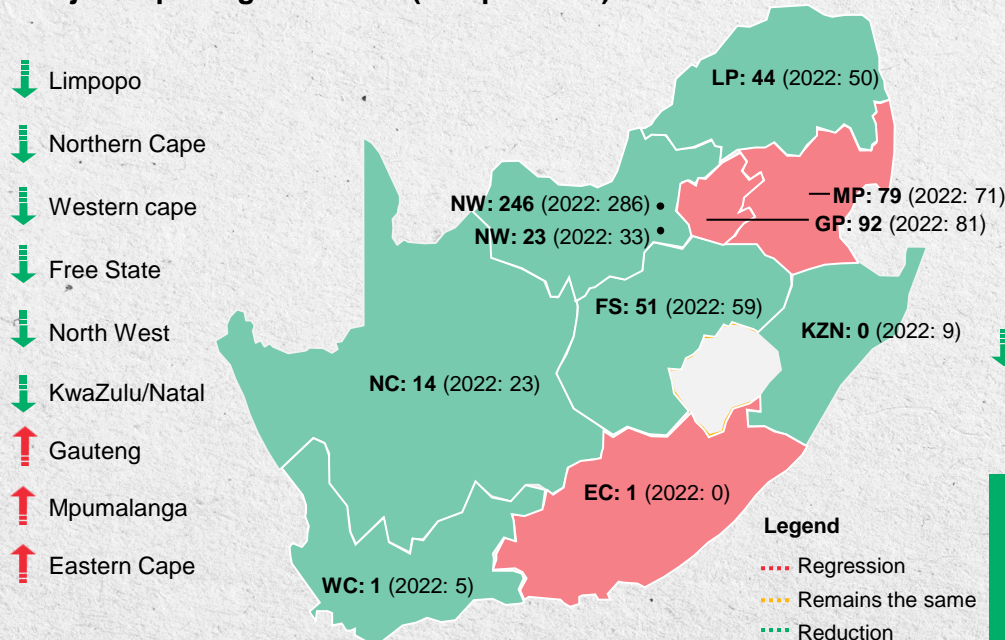 Limpopo
Northern Cape
Western cape
Free State
North West
KwaZulu/Natal
Gauteng
Mpumalanga
Eastern Cape
LP: 44 (2022: 50)
MP: 79 (2022: 71)
GP: 92 (2022: 81)
NW: 246 (2022: 286)
NW: 23 (2022: 33)
FS: 51 (2022: 59)
KZN: 0 (2022: 9)
NC: 14 (2022: 23)
EC: 1 (2022: 0)
WC: 1 (2022: 5)
Legend
Regression
Remains the same
Reduction